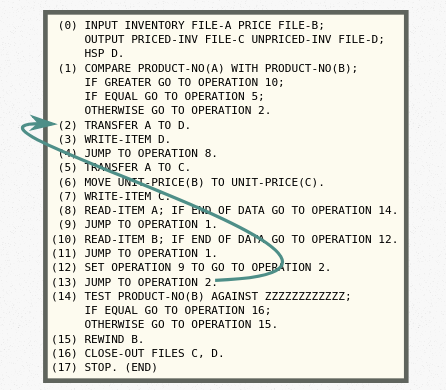 (0) INPUT INVENTORY FILE-A PRICE FILE-B;
OUTPUT PRICED-INV FILE-C UNPRICED-INV FILE-D;
HSP D.
(1) COMPARE PRODUCT-NO(A) WITH PRODUCT-NO(B);
IF GREATER GO TO OPERATION 10;
IF EQUAL GO TO OPERATION 5;
OTHERWISE GO TO OPERATION 2.
(2) TRANSFER A TO D.
(3) WRITE-ITEM D.
(4) JUMP TO OPERATION 8.
(5) TRANSFER A TO C.
(6) MOVE UNIT-PRICE(B) TO UNIT-PRICE(C).
(7) WRITE-ITEM C.
(8) READ-ITEM A; IF END OF DATA GO TO OPERATION 14.
(9) JUMP TO OPERATION 1.
(10) READ-ITEM B; IF END OF DATA GO TO OPERATION 12.
(11) JUMP TO OPERATION 1.
(12) SET OPERATION 9 TO GO TO OPERATION 2.
(13) JUMP TO OPERATION 2.
(14) TEST PRODUCT-NO(B) AGAINST ZZZZZZZZZZZZ;
IF EQUAL GO TO OPERATION 16;
OTHERWISE GO TO OPERATION 15.
(15) REWIND B.
(16) CLOSE-OUT FILES C, D.
(17) STOP. (END)